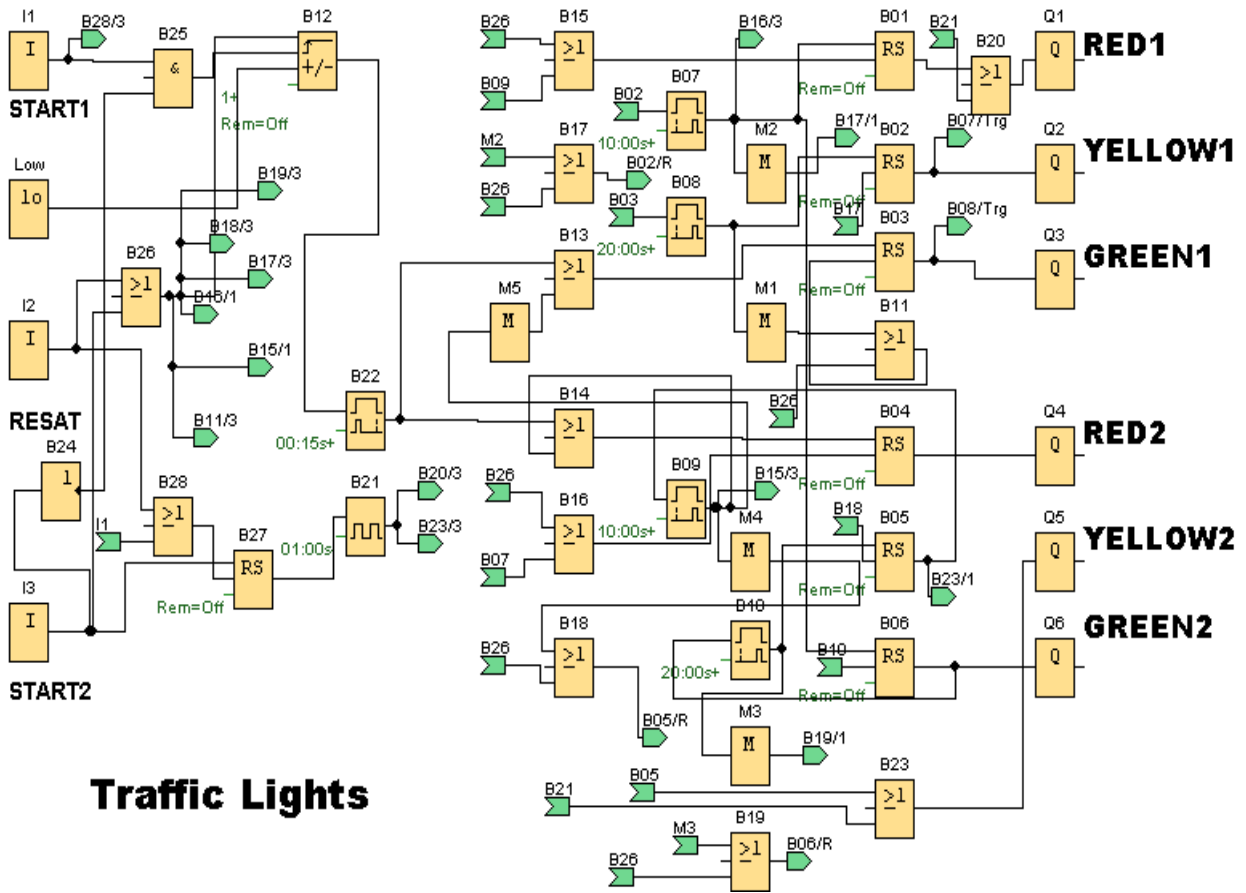 I1 B28/3 B12 B15 B16/3 B01 B21 Q1
B25 B26 B20
I & >1 RS Q RED1
+/- B07
START1 B09 B02 >1
1+ Rem=Off
Rem=Off B17 10:00s+ M2 B17/1 B02 B07/Trg Q2
Low M2 >1 B02/R M RS Q YELLOW1
lo B19/3 B26 B08
B03 B17 Rem=Off
B18/3 B13 20:00s+ B03 B08/Trg Q3
B26 >1 RS Q GREEN1
>1 B17/3 M5 M1 Rem=Off
B16/1 M M B11
I2 >1
I B15/1
B22 B14 B26 B04 Q4
RESAT >1 RS Q RED2
B24 B11/3 00:15s+
1 B09 Rem=Off
B28 B21 B20/3 B26 B16 B15/3
>1 B27 B23/3 >1 10:00s+ M4 B18 B05 Q5
I1 RS 01:00s B07 M RS Q YELLOW2
I3 Rem=Off B10 B23/1 Rem=Off
I B18 B06 Q6
B26 >1 20:00s+ B10 RS Q GREEN2
START2 M3 Rem=Off
B05/R M B19/1
Traffic Lights B05 B23
B21 >1
B19
M3 >1 B06/R
B26